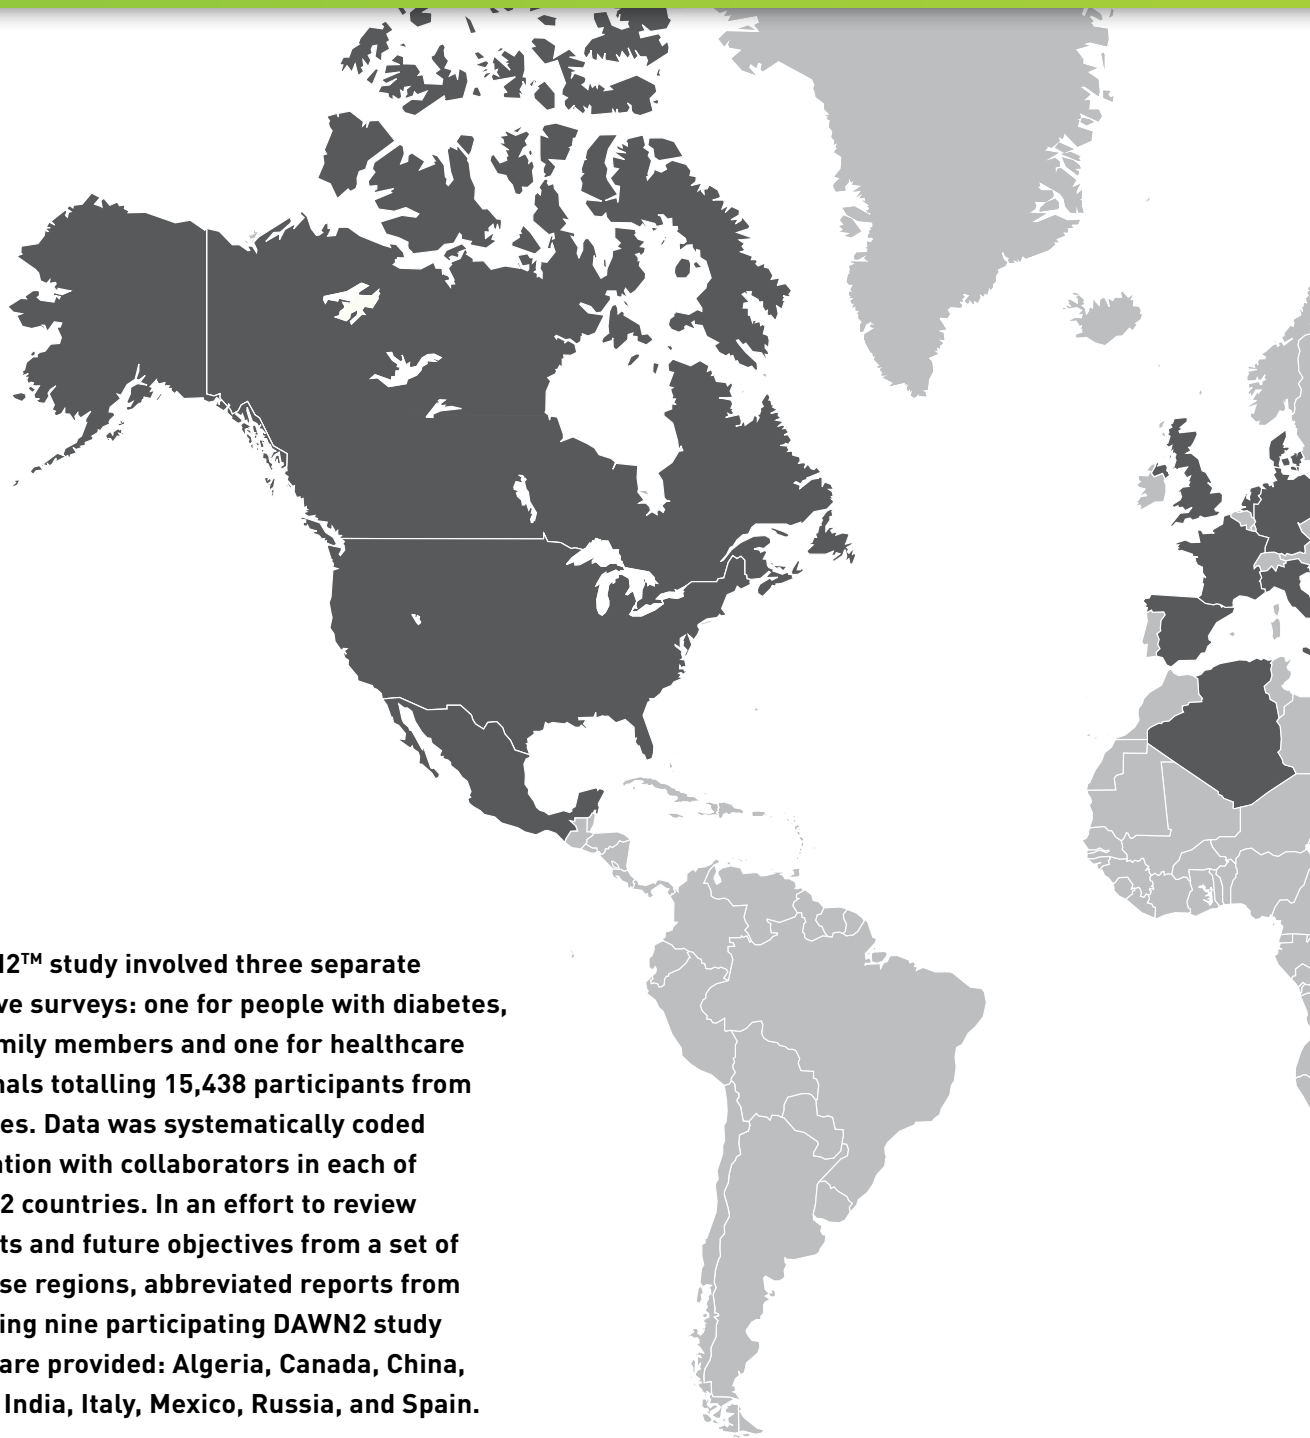 12™ study involved three separate
ve surveys: one for people with diabetes,
mily members and one for healthcare
nals totalling 15,438 participants from
es. Data was systematically coded
ation with collaborators in each of
2 countries. In an effort to review
ts and future objectives from a set of
se regions, abbreviated reports from
ing nine participating DAWN2 study
are provided: Algeria, Canada, China,
India, Italy, Mexico, Russia, and Spain.